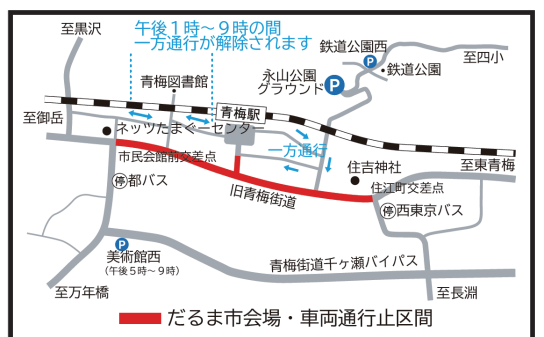 至黒沢
午後１時～９時の間
一方通行が解除されます
鉄道公園西
P
至四小
鉄道公園
青梅図書館
永山公園
グラウンド
P
至御岳
青梅駅
ネッツたまぐーセンター
市民会館前交差点
一方通行
住吉神社
至東青梅
停都バス
旧青梅街道
住江町交差点
停西東京バス
P
美術館西
(午後５時～９時)
青梅街道千ヶ瀬バイパス
至万年橋
至長淵
だるま市会場・車両通行止区間